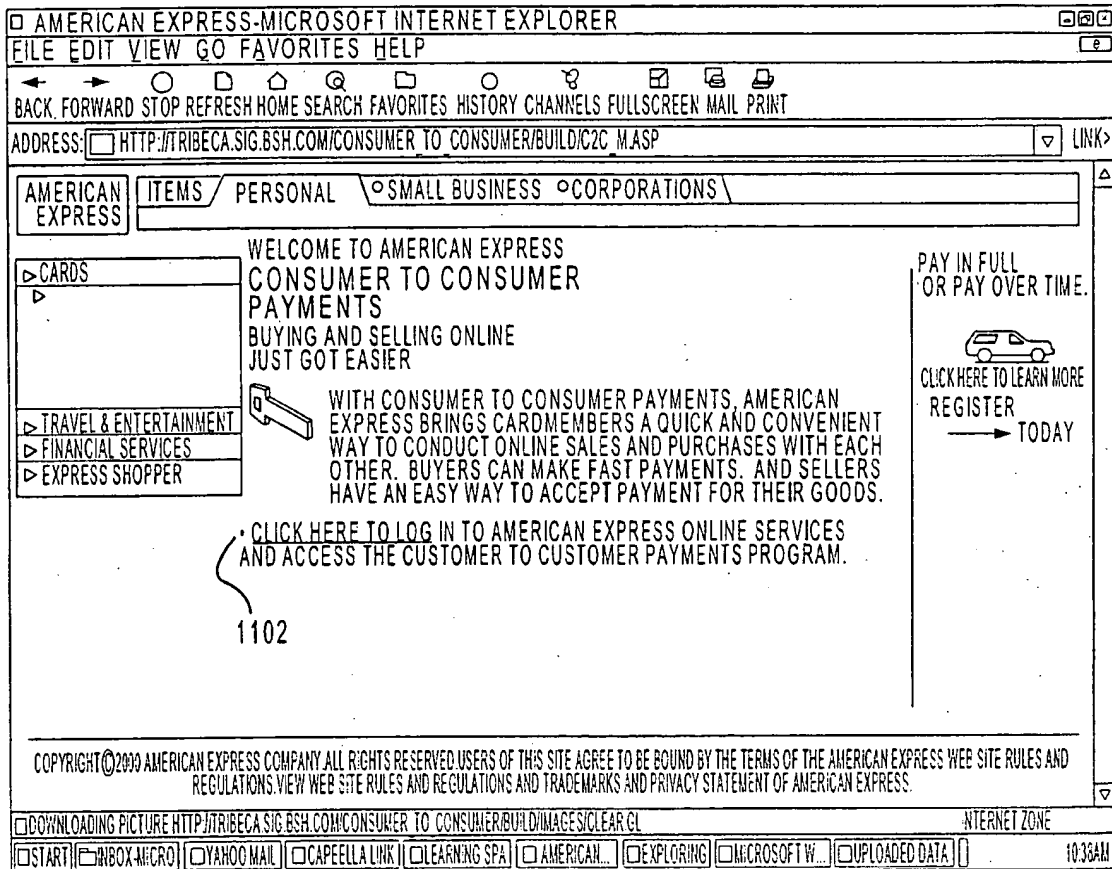 AMERICAN EXPRESS-MICROSOFT INTERNET EXPLORER
FILE EDIT VIEW GO FAVORITES HELP
e
BACK FORWARD STOP REFRESH HOME SEARCH FAVORITES HISTORY CHANNELS FULLSCREEN MAIL PRINT
ADDRESS: HTTP://TRIBECA.SIG.BSH.COM/CONSUMER_TO_CONSUMER/BUILD/C2C_M.ASP LINK>
AMERICAN EXPRESS
ITEMS PERSONAL SMALL BUSINESS CORPORATIONS
CARDS
TRAVEL & ENTERTAINMENT
FINANCIAL SERVICES
EXPRESS SHOPPER
WELCOME TO AMERICAN EXPRESS
CONSUMER TO CONSUMER
PAYMENTS
BUYING AND SELLING ONLINE
JUST GOT EASIER
WITH CONSUMER TO CONSUMER PAYMENTS, AMERICAN
EXPRESS BRINGS CARDMEMBERS A QUICK AND CONVENIENT
WAY TO CONDUCT ONLINE SALES AND PURCHASES WITH EACH
OTHER. BUYERS CAN MAKE FAST PAYMENTS. AND SELLERS
HAVE AN EASY WAY TO ACCEPT PAYMENT FOR THEIR GOODS.
• CLICK HERE TO LOG IN TO AMERICAN EXPRESS ONLINE SERVICES
AND ACCESS THE CUSTOMER TO CUSTOMER PAYMENTS PROGRAM.
1102
PAY IN FULL
OR PAY OVER TIME.
CLICK HERE TO LEARN MORE
REGISTER
TODAY
COPYRIGHT©2000 AMERICAN EXPRESS COMPANY.ALL RIGHTS RESERVED.USERS OF THIS SITE AGREE TO BE BOUND BY THE TERMS OF THE AMERICAN EXPRESS WEB SITE RULES AND
REGULATIONS.VIEW WEB SITE RULES AND REGULATIONS AND TRADEMARKS AND PRIVACY STATEMENT OF AMERICAN EXPRESS.
DOWNLOADING PICTURE HTTP://TRIBECA.SIG.BSH.COM/CONSUMER_TO_CONSUMER/BUILD/IMAGES/CLEAR.GL NTERNET ZONE
START INBOX-MICRO YAHOO MAIL CAPEELLA LINK LEARNING SPA AMERICAN... EXPLORING MICROSOFT W... UPLOADED DATA 10:38AM